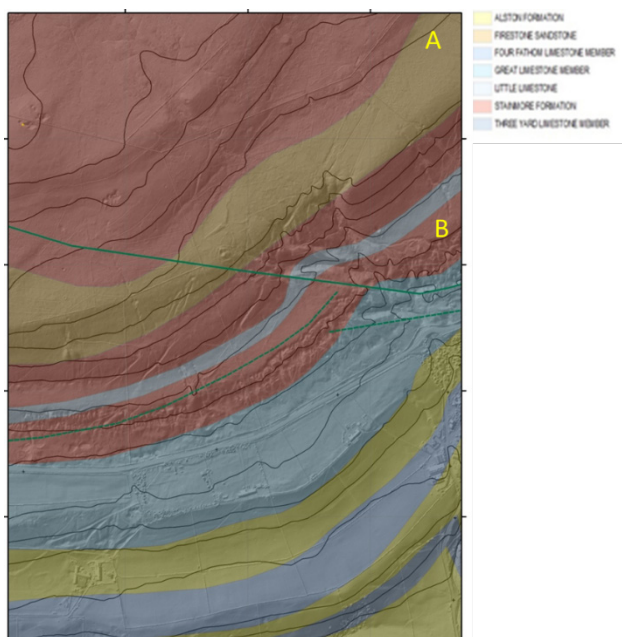 A
B
ALSTON FORMATION
FIRESTONE SANDSTONE
FOUR FATHOM LIMESTONE MEMBER
GREAT LIMESTONE MEMBER
LITTLE LIMESTONE
STAINMORE FORMATION
THREE YARD LIMESTONE MEMBER